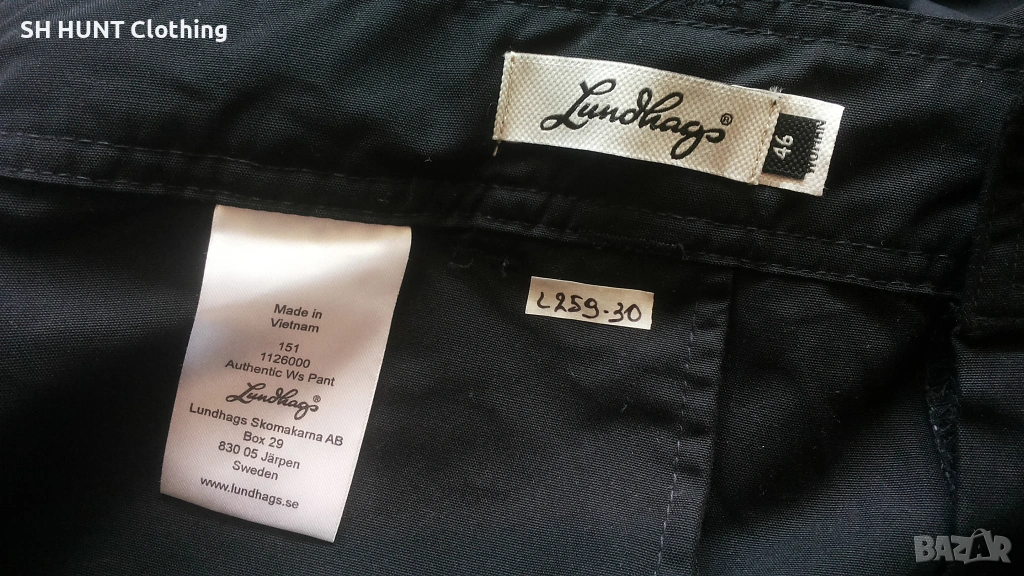 SH HUNT Clothing
Lundhags®
46
L259-30
Made in
Vietnam
151
1126000
Authentic Ws Pant
Lundhags®
Lundhags Skomakarna AB
Box 29
830 05 Järpen
Sweden
www.lundhags.se
BAZAR